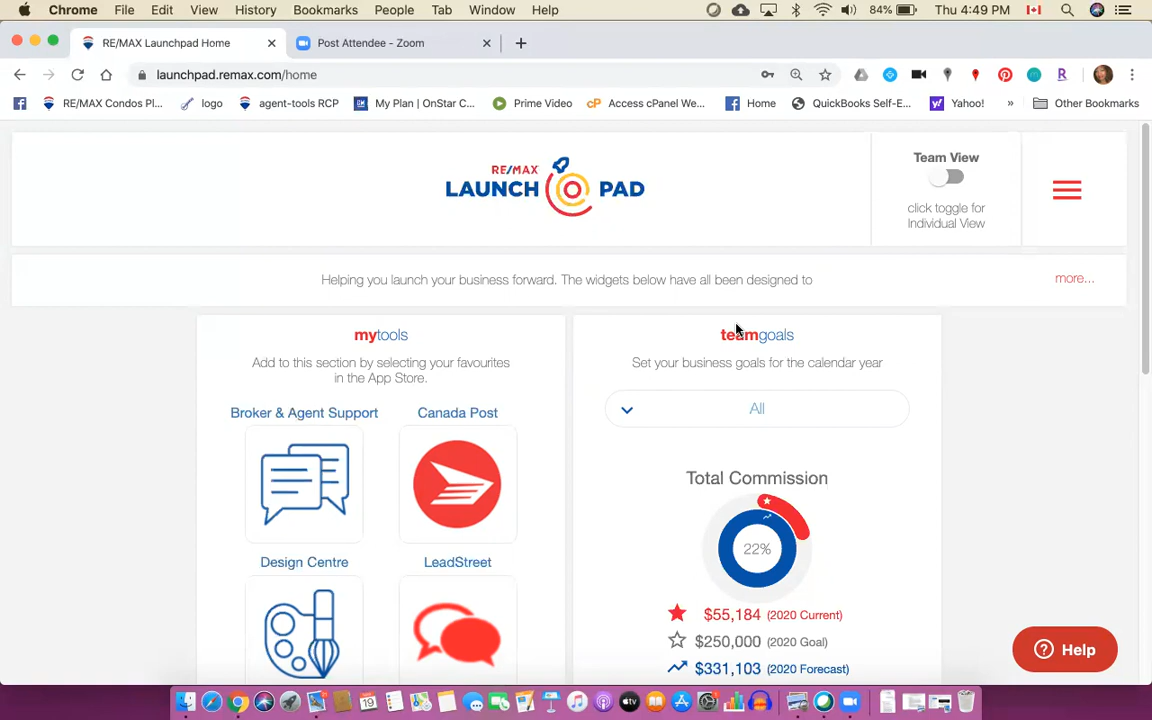 Chrome File Edit View History Bookmarks People Tab Window Help 84% Thu 4:49 PM
RE/MAX Launchpad Home Post Attendee - Zoom
launchpad.remax.com/home
RE/MAX Condos Pl... logo agent-tools RCP My Plan | OnStar C... Prime Video Access cPanel We... Home QuickBooks Self-E... Yahoo! » Other Bookmarks
RE/MAX
LAUNCH PAD
Team View
click toggle for
Individual View
Helping you launch your business forward. The widgets below have all been designed to
more...
mytools
Add to this section by selecting your favourites
in the App Store.
Broker & Agent Support Canada Post
Design Centre LeadStreet
teamgoals
Set your business goals for the calendar year
All
Total Commission
22%
$55,184 (2020 Current)
$250,000 (2020 Goal)
$331,103 (2020 Forecast)
Help